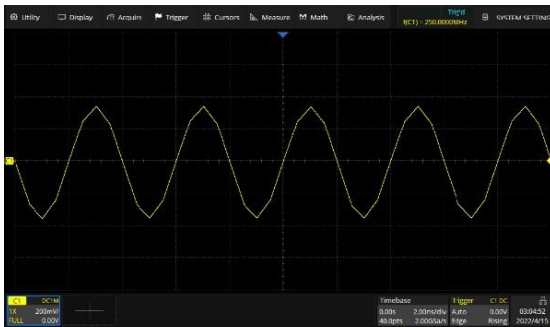 Utility Display Acquire Trigger Cursors Measure Math Analysis Trig'd SYSTEM SETTING
f(C1) = 250.0000MHz
C1
C1 DC1M Timebase Trigger C1 DC
1X 200mV/ 0.00s 2.00ns/div Auto 0.00V 03:04:52
FULL 0.00V 40.0pts 2.00GSa/s Edge Rising 2022/4/15